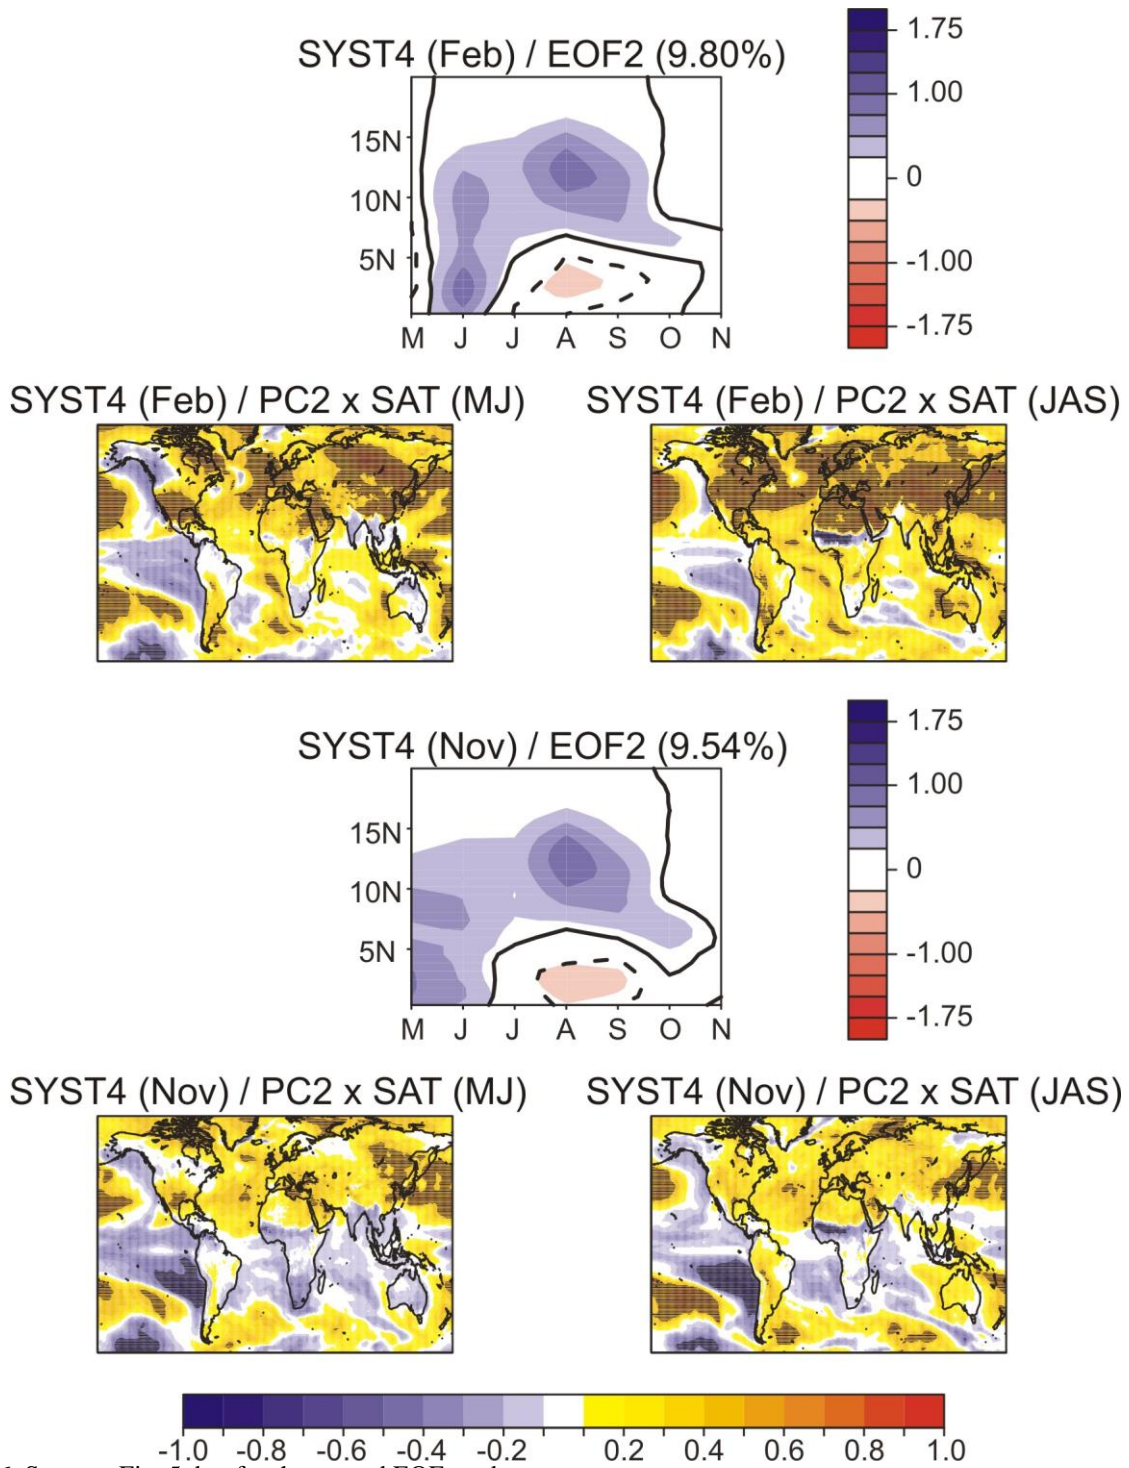 SYST4 (Feb) / EOF2 (9.80%)
15N
10N
5N
M J J A S O N
1.75
1.00
0
-1.00
-1.75
SYST4 (Feb) / PC2 x SAT (MJ)
SYST4 (Feb) / PC2 x SAT (JAS)
SYST4 (Nov) / EOF2 (9.54%)
15N
10N
5N
M J J A S O N
1.75
1.00
0
-1.00
-1.75
SYST4 (Nov) / PC2 x SAT (MJ)
SYST4 (Nov) / PC2 x SAT (JAS)
-1.0 -0.8 -0.6 -0.4 -0.2 0.2 0.4 0.6 0.8 1.0